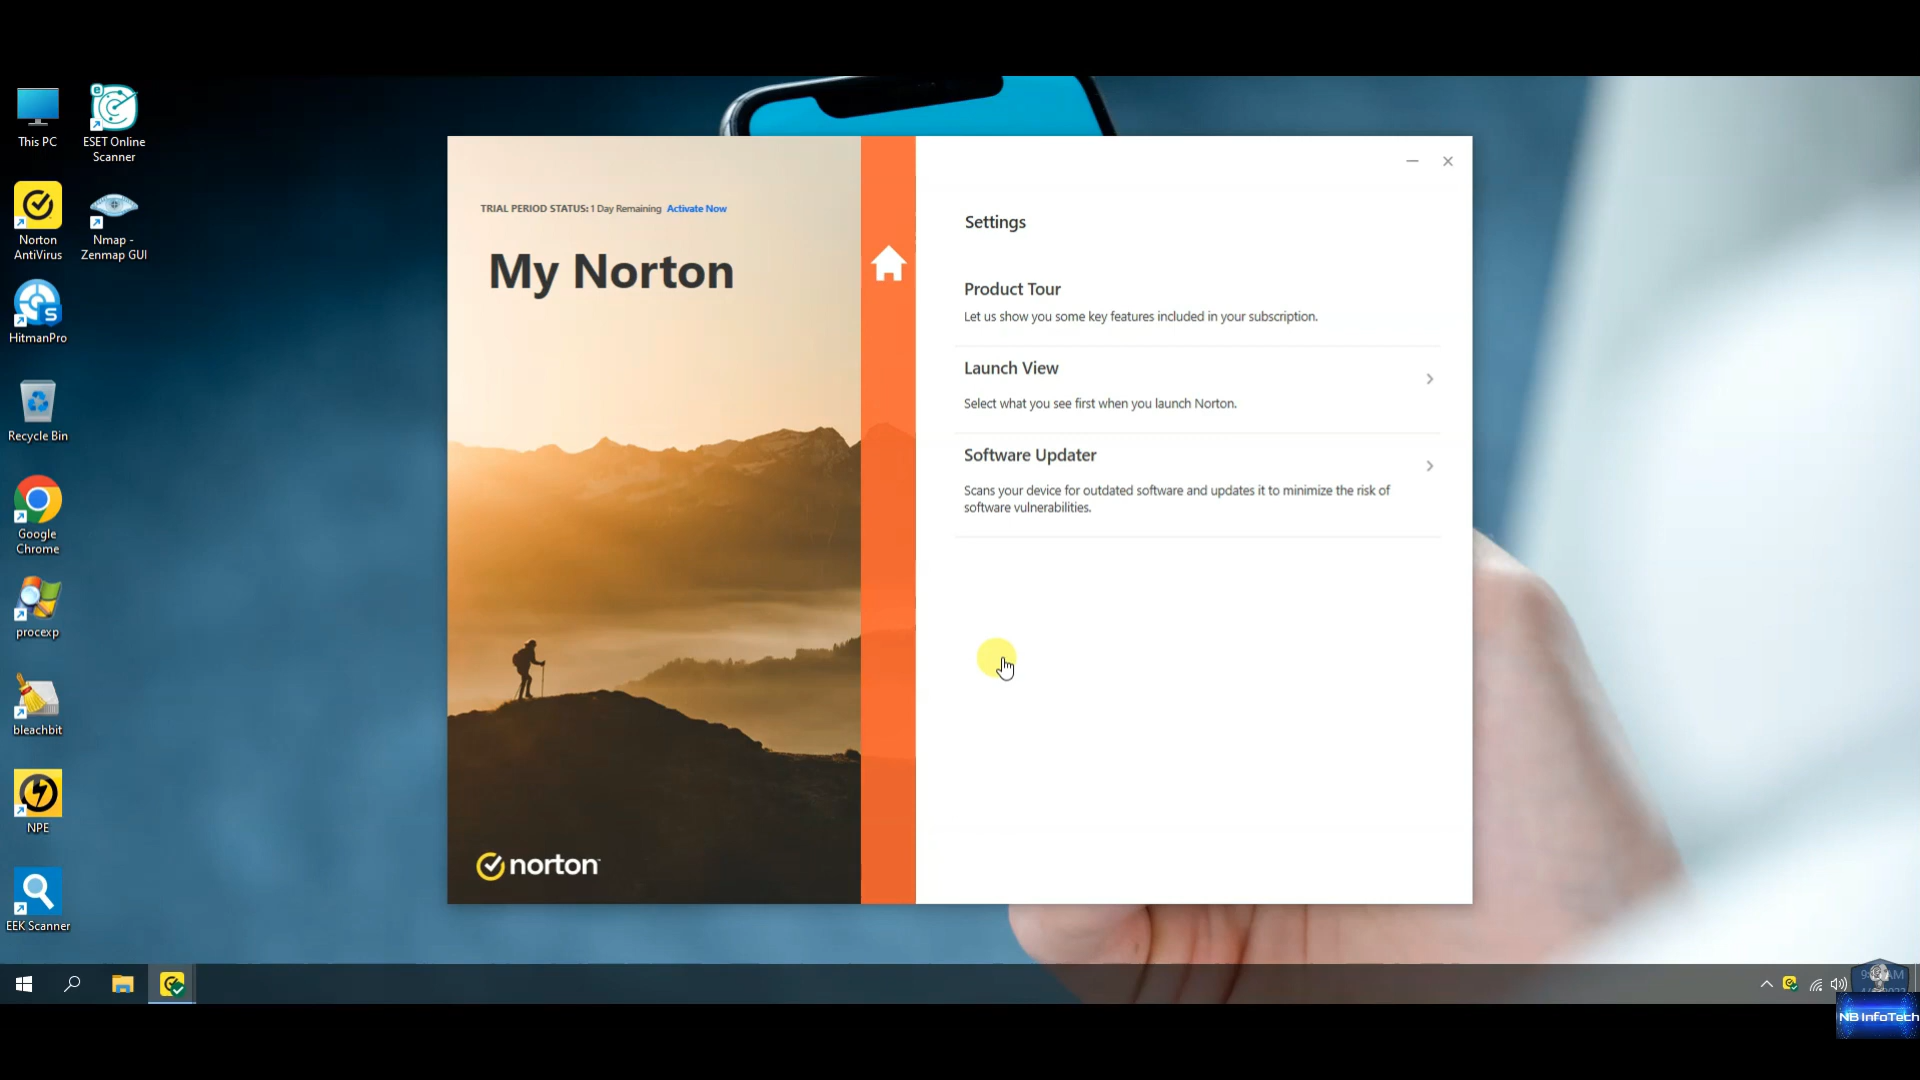 This PC
ESET Online
Scanner
Norton
AntiVirus
Nmap -
Zenmap GUI
HitmanPro
Recycle Bin
Google
Chrome
procexp
bleachbit
NPE
EEK Scanner
TRIAL PERIOD STATUS: 1 Day Remaining Activate Now
My Norton
norton
Settings
Product Tour
Let us show you some key features included in your subscription.
Launch View
Select what you see first when you launch Norton.
Software Updater
Scans your device for outdated software and updates it to minimize the risk of
software vulnerabilities.
NB InfoTech